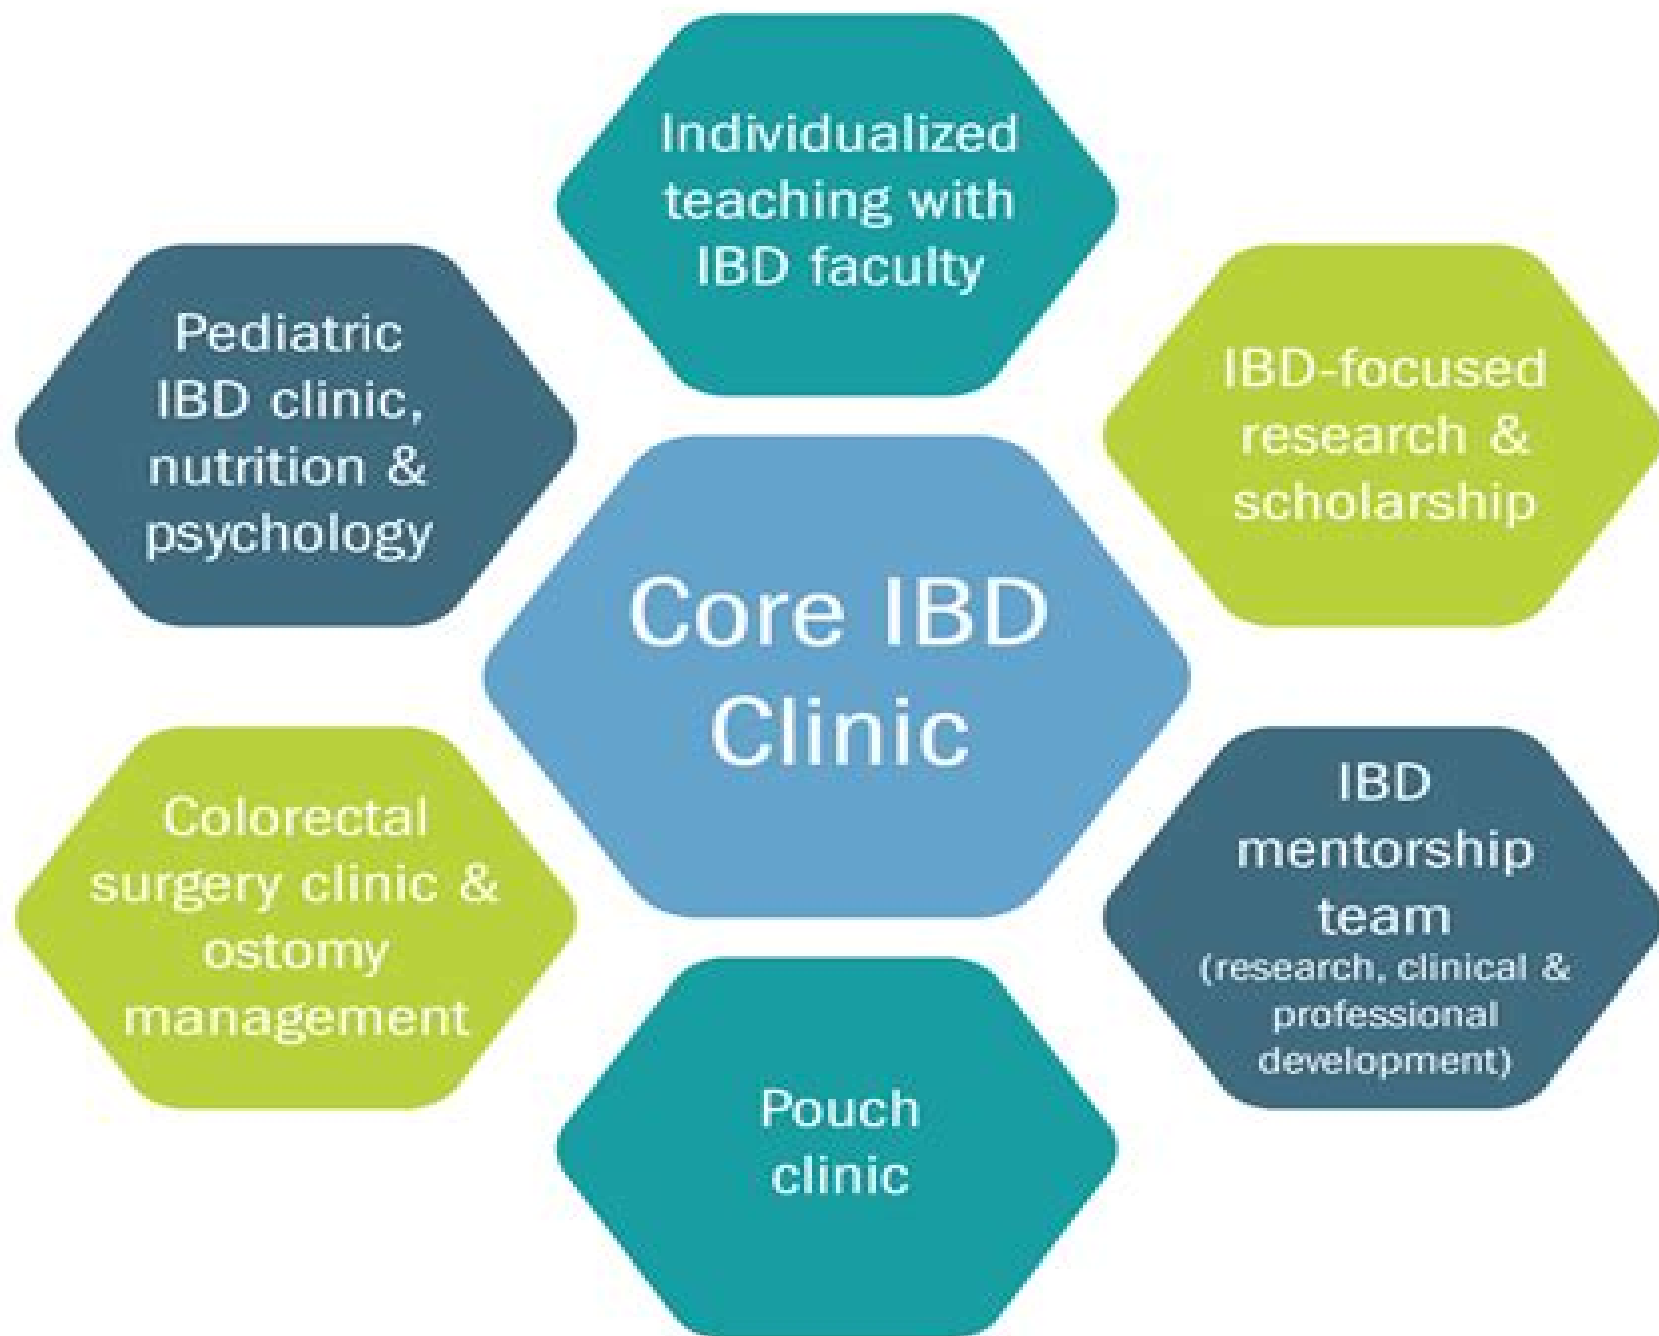 Individualized
teaching with
IBD faculty
Pediatric
IBD clinic,
nutrition &
psychology
IBD-focused
research &
scholarship
Core IBD
Clinic
Colorectal
surgery clinic &
ostomy
management
IBD
mentorship
team
(research, clinical &
professional
development)
Pouch
clinic